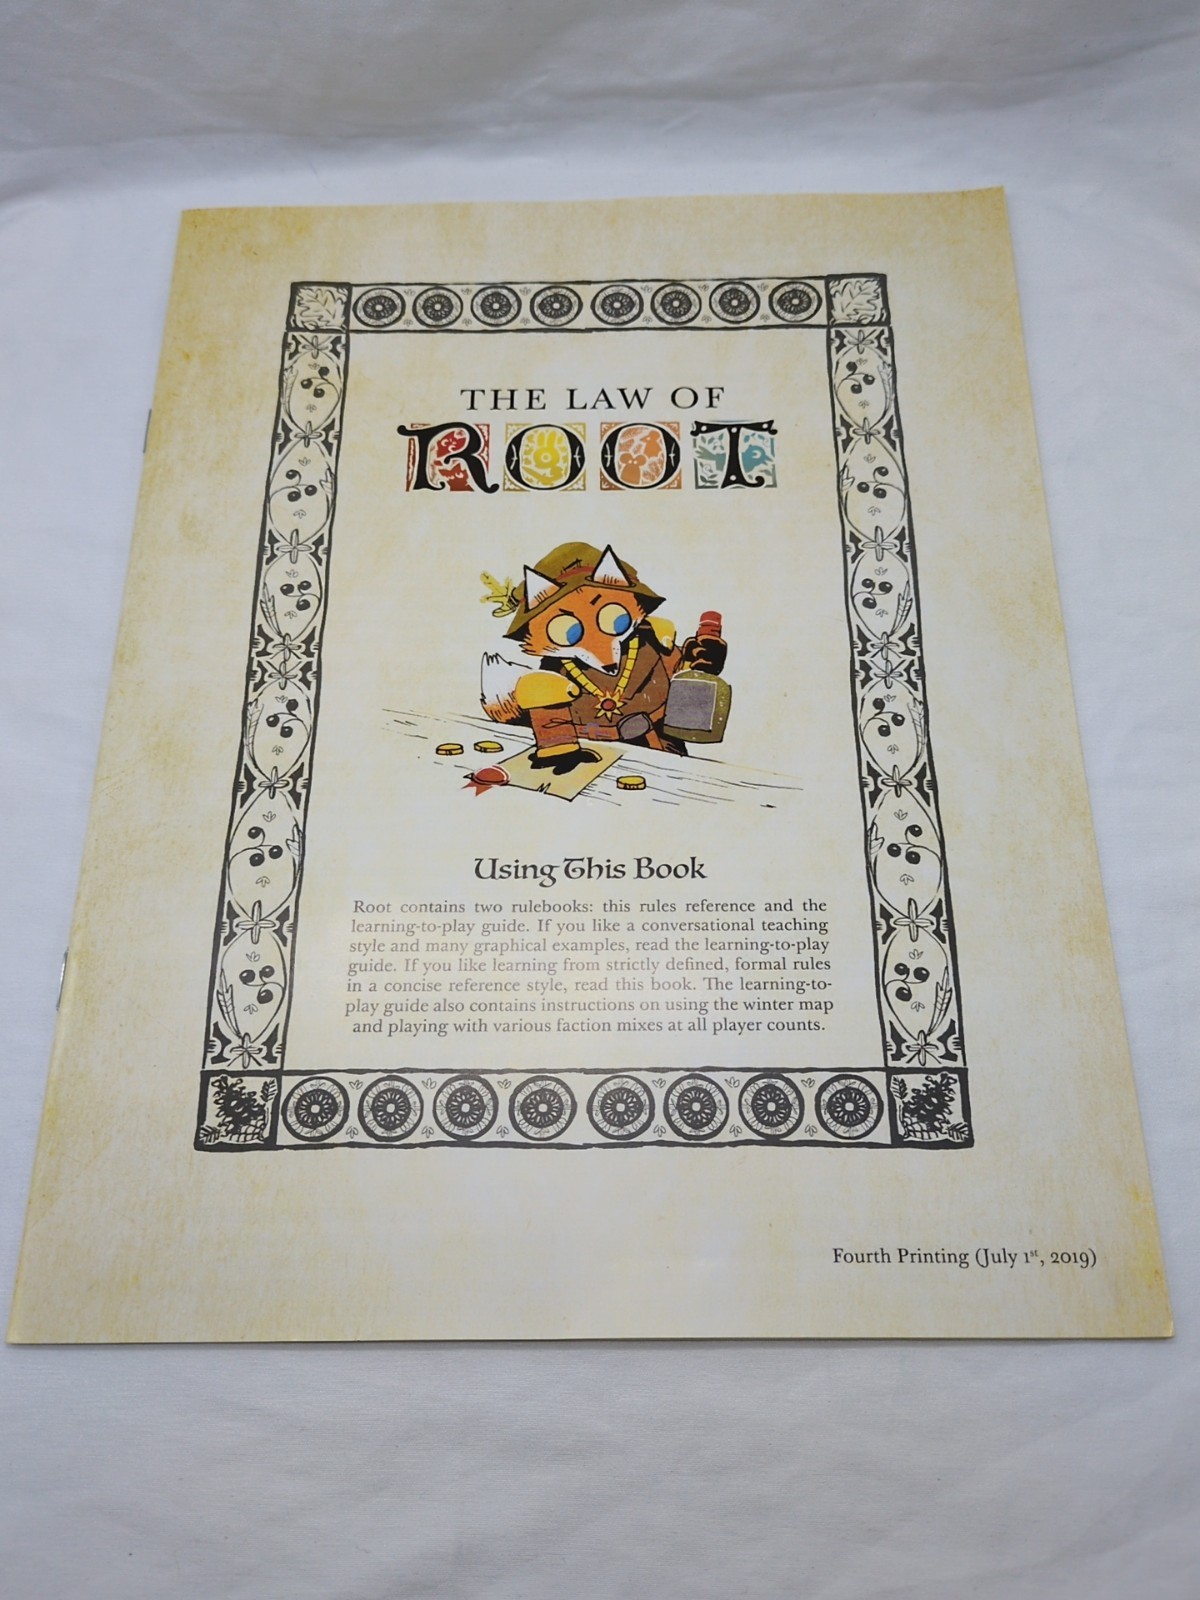 THE LAW OF
ROOT
Using This Book
Root contains two rulebooks: this rules reference and the
learning-to-play guide. If you like a conversational teaching
style and many graphical examples, read the learning-to-play
guide. If you like learning from strictly defined, formal rules
in a concise reference style, read this book. The learning-to-
play guide also contains instructions on using the winter map
and playing with various faction mixes at all player counts.
Fourth Printing (July 1st, 2019)